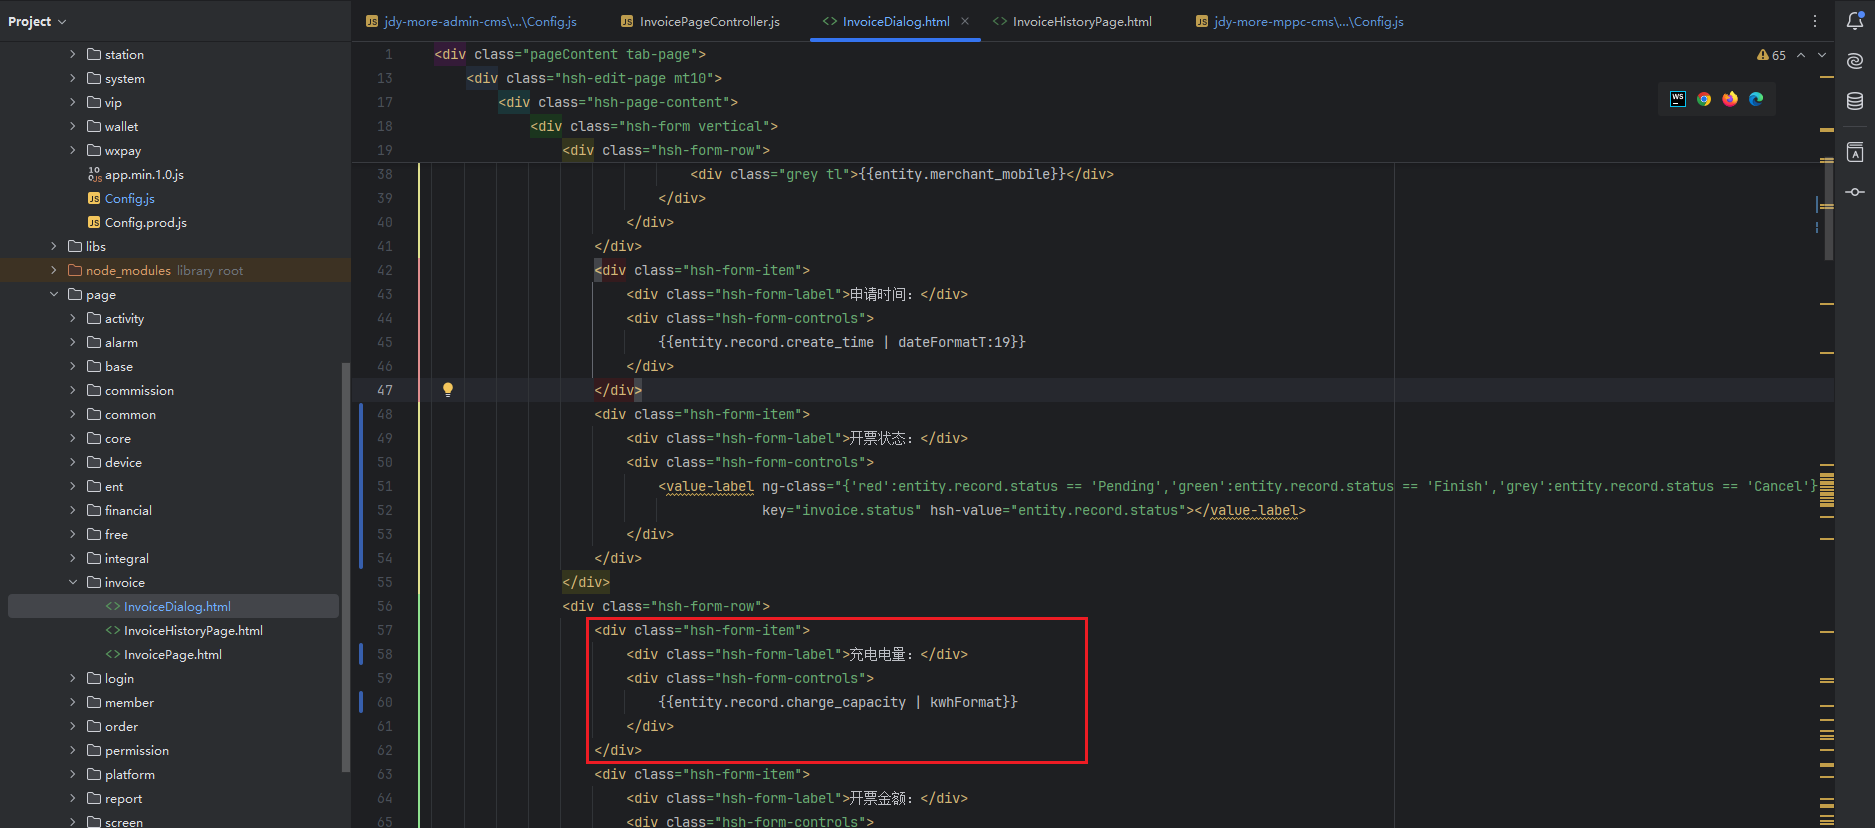 Project
jdy-more-admin-cms\...\Config.js
InvoicePageController.js
InvoiceDialog.html
InvoiceHistoryPage.html
jdy-more-mppc-cms\...\Config.js
station
system
vip
wallet
wxpay
app.min.1.0.js
Config.js
Config.prod.js
libs
node_modules library root
page
activity
alarm
base
commission
common
core
device
ent
financial
free
integral
invoice
InvoiceDialog.html
InvoiceHistoryPage.html
InvoicePage.html
login
member
order
permission
platform
report
screen
65
1 <div class="pageContent tab-page">
13 <div class="hsh-edit-page mt10">
17 <div class="hsh-page-content">
18 <div class="hsh-form vertical">
19 <div class="hsh-form-row">
38 <div class="grey tl">{{entity.merchant_mobile}}</div>
39 </div>
40 </div>
41 </div>
42 <div class="hsh-form-item">
43 <div class="hsh-form-label">申请时间：</div>
44 <div class="hsh-form-controls">
45 {{entity.record.create_time | dateFormatT:19}}
46 </div>
47 </div>
48 <div class="hsh-form-item">
49 <div class="hsh-form-label">开票状态：</div>
50 <div class="hsh-form-controls">
51 <value-label ng-class="{'red':entity.record.status == 'Pending','green':entity.record.status == 'Finish','grey':entity.record.status == 'Cancel'}
52 key="invoice.status" hsh-value="entity.record.status"></value-label>
53 </div>
54 </div>
55 </div>
56 <div class="hsh-form-row">
57 <div class="hsh-form-item">
58 <div class="hsh-form-label">充电电量：</div>
59 <div class="hsh-form-controls">
60 {{entity.record.charge_capacity | kwhFormat}}
61 </div>
62 </div>
63 <div class="hsh-form-item">
64 <div class="hsh-form-label">开票金额：</div>
65 <div class="hsh-form-controls">